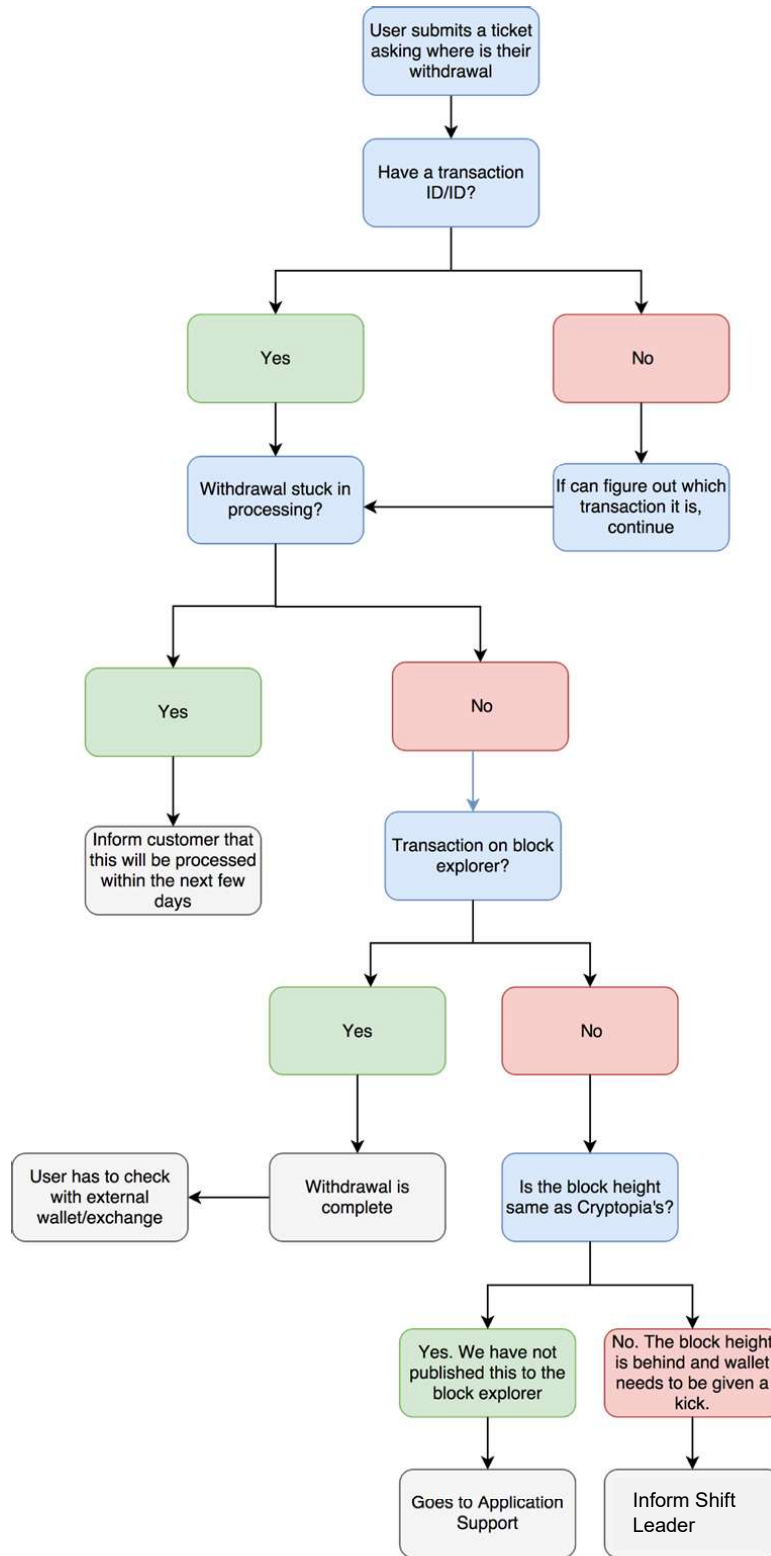 User submits a ticket
asking where is their
withdrawal
Have a transaction
ID/ID?
Yes
No
Withdrawal stuck in
processing?
If can figure out which
transaction it is,
continue
Yes
No
Inform customer that
this will be processed
within the next few
days
Transaction on block
explorer?
Yes
No
User has to check
with external
wallet/exchange
Withdrawal is
complete
Is the block height
same as Cryptopia's?
Yes. We have not
published this to the
block explorer
No. The block height
is behind and wallet
needs to be given a
kick.
Goes to Application
Support
Inform Shift
Leader